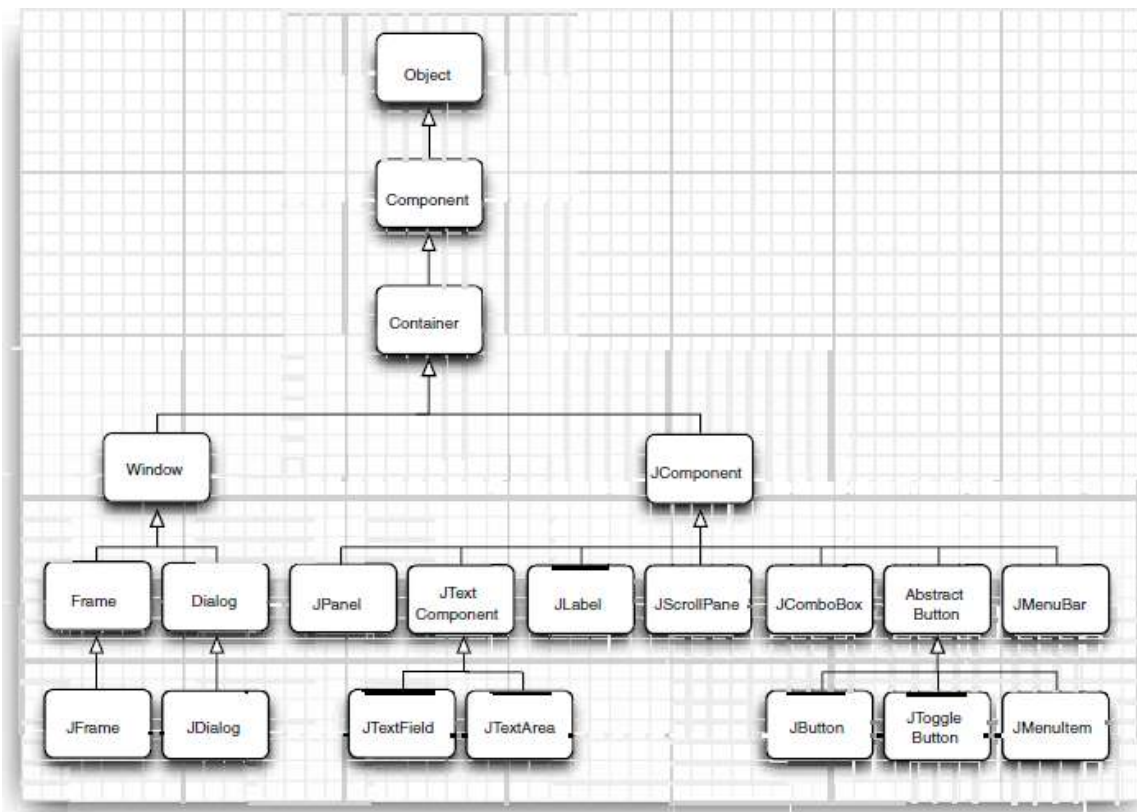 Object
Component
Container
Window
JComponent
Frame
Dialog
JPanel
JText
Component
JLabel
JScrollPane
JComboBox
Abstract
Button
JMenuBar
JFrame
JDialog
JTextField
JTextArea
JButton
JToggle
Button
JMenuItem